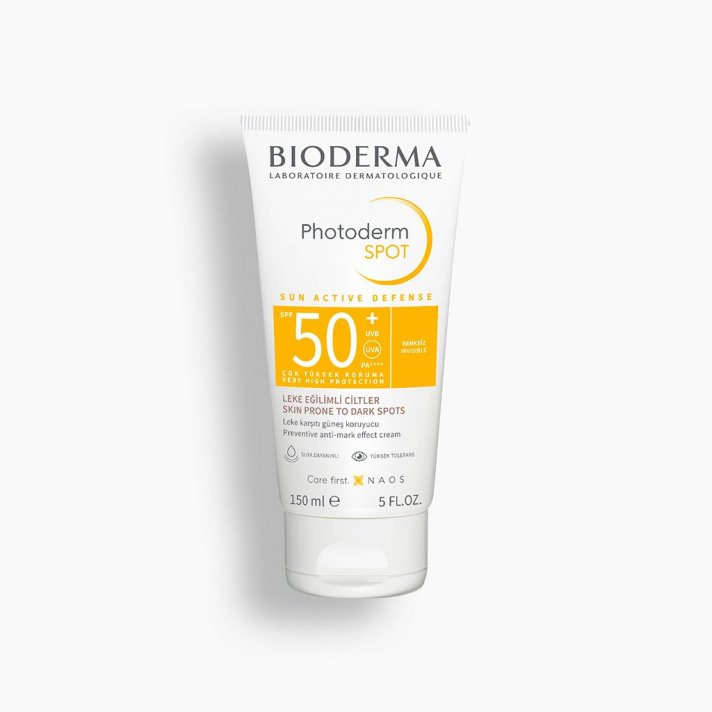 BIODERMA
LABORATOIRE DERMATOLOGIQUE
Photoderm
SPOT
SUN ACTIVE DEFENSE
SPF 50+
UVB
UVA
PA++++
RENKSİZ
INVISIBLE
ÇOK YÜKSEK KORUMA
VERY HIGH PROTECTION
LEKE EĞİLİMLİ CİLTLER
SKIN PRONE TO DARK SPOTS
Leke karşıtı güneş koruyucu
Preventive anti-mark effect cream
SUYA DAYANIKLI
YÜKSEK TOLERANS
Care first. NAOS
150 ml ℮ 5 FL.OZ.